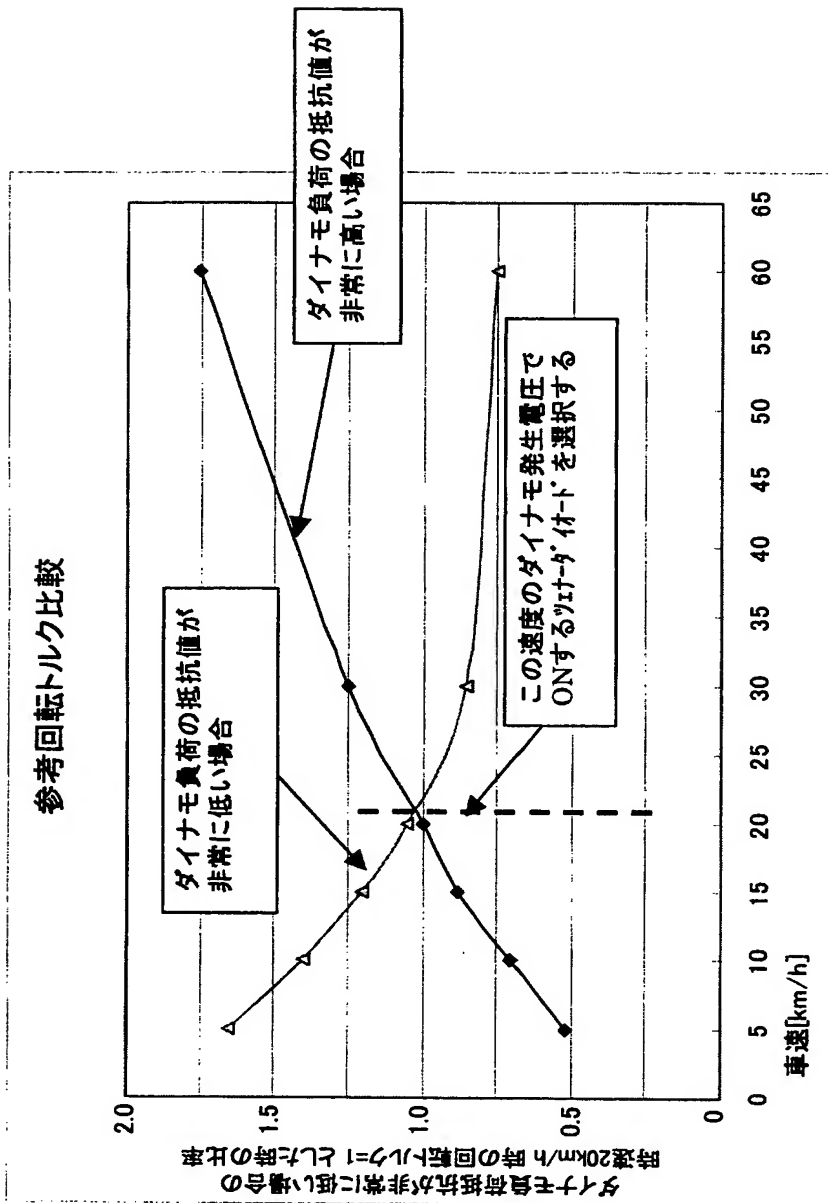 参考回転トルク比較
ダイナモ負荷の抵抗値が
非常に低い場合
ダイナモ負荷の抵抗値が
非常に高い場合
この速度のダイナモ発生電圧で
ONするツェナーダイオードを選択する
ダイナモ負荷抵抗が非常に低い場合の
時速20km/h 時の回転トルク=1 とした時の比率
2.0
1.5
1.0
0.5
0
0 5 10 15 20 25 30 35 40 45 50 55 60 65
車速[km/h]